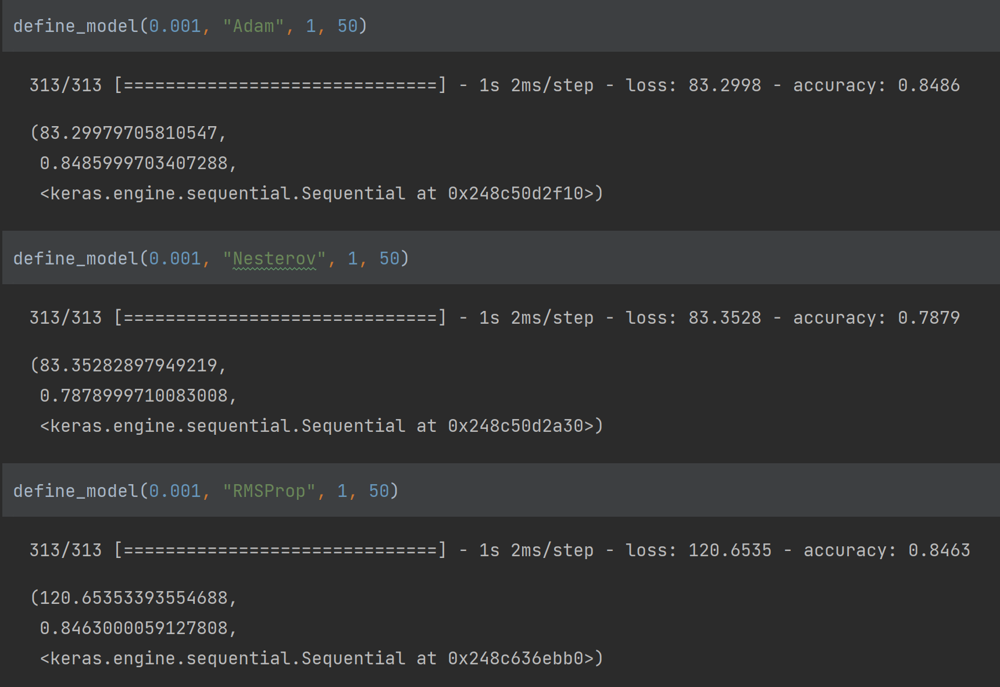 define_model(0.001, "Adam", 1, 50)
313/313 [==============================] - 1s 2ms/step - loss: 83.2998 - accuracy: 0.8486
(83.29979705810547,
 0.8485999703407288,
 <keras.engine.sequential.Sequential at 0x248c50d2f10>)
define_model(0.001, "Nesterov", 1, 50)
313/313 [==============================] - 1s 2ms/step - loss: 83.3528 - accuracy: 0.7879
(83.35282897949219,
 0.7878999710083008,
 <keras.engine.sequential.Sequential at 0x248c50d2a30>)
define_model(0.001, "RMSProp", 1, 50)
313/313 [==============================] - 1s 2ms/step - loss: 120.6535 - accuracy: 0.8463
(120.65353393554688,
 0.8463000059127808,
 <keras.engine.sequential.Sequential at 0x248c636ebb0>)